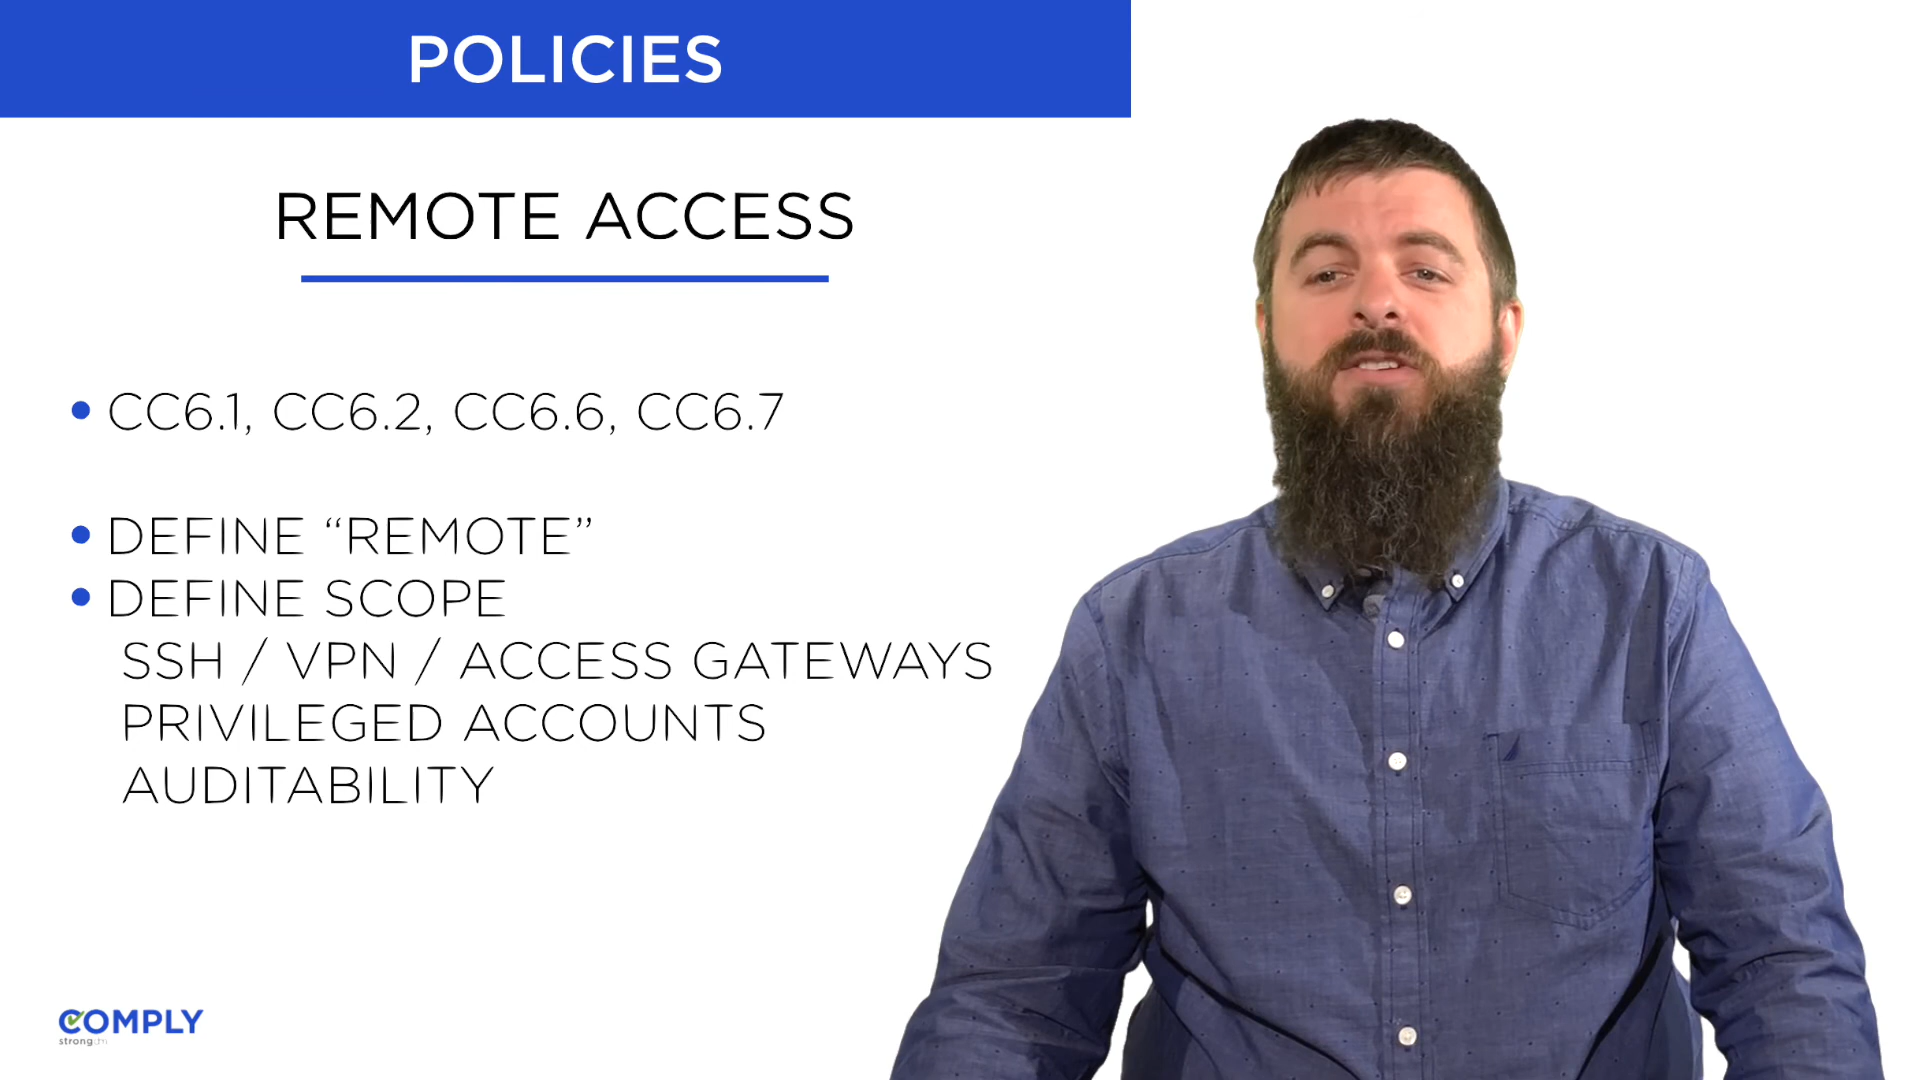 POLICIES
REMOTE ACCESS
• CC6.1, CC6.2, CC6.6, CC6.7
• DEFINE “REMOTE”
• DEFINE SCOPE
SSH / VPN / ACCESS GATEWAYS
PRIVILEGED ACCOUNTS
AUDITABILITY
COMPLY
strongdm